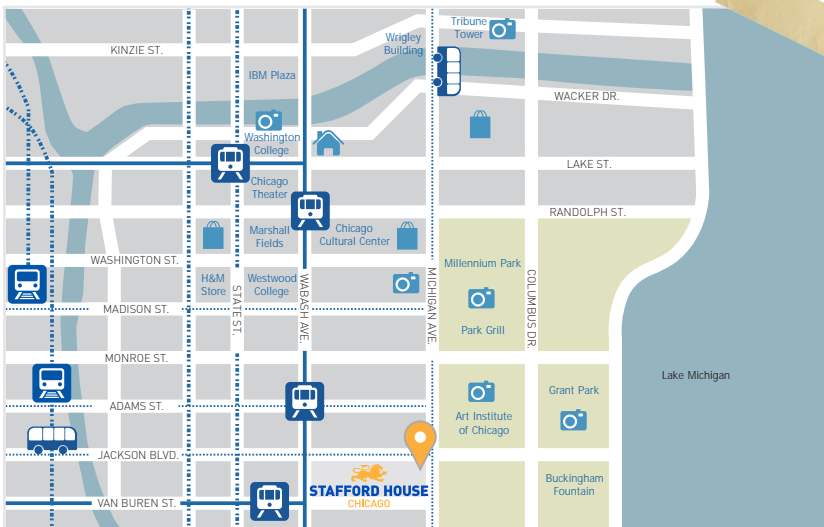 Tribune
Tower
Wrigley
Building
KINZIE ST.
IBM Plaza
WACKER DR.
Washington
College
LAKE ST.
Chicago
Theater
RANDOLPH ST.
Marshall
Fields
Chicago
Cultural Center
WASHINGTON ST.
Millennium Park
H&M
Store
STATE ST.
Westwood
College
WABASH AVE.
MICHIGAN AVE.
COLUMBUS DR.
MADISON ST.
Park Grill
MONROE ST.
Lake Michigan
Grant Park
ADAMS ST.
Art Institute
of Chicago
JACKSON BLVD.
STAFFORD HOUSE
CHICAGO
Buckingham
Fountain
VAN BUREN ST.